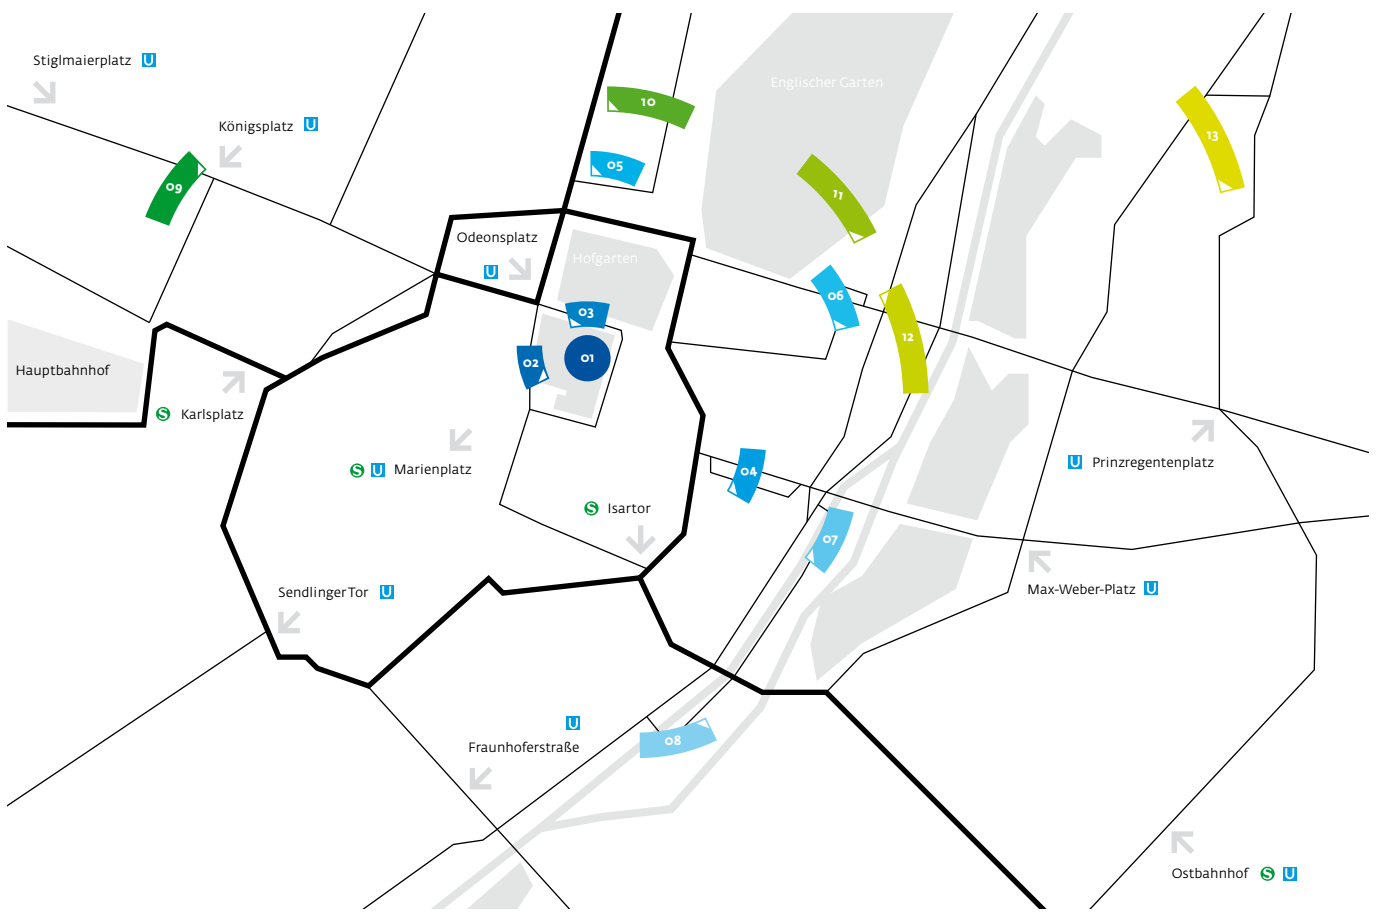 Stiglmaierplatz U
Englischer Garten
10
Königsplatz U
13
05
09
11
Odeonsplatz
U
Hofgarten
06
03
12
01
02
Hauptbahnhof
S Karlsplatz
S U Marienplatz
04
U Prinzregentenplatz
S Isartor
07
Sendlinger Tor U
Max-Weber-Platz U
U
Fraunhoferstraße
08
Ostbahnhof S U